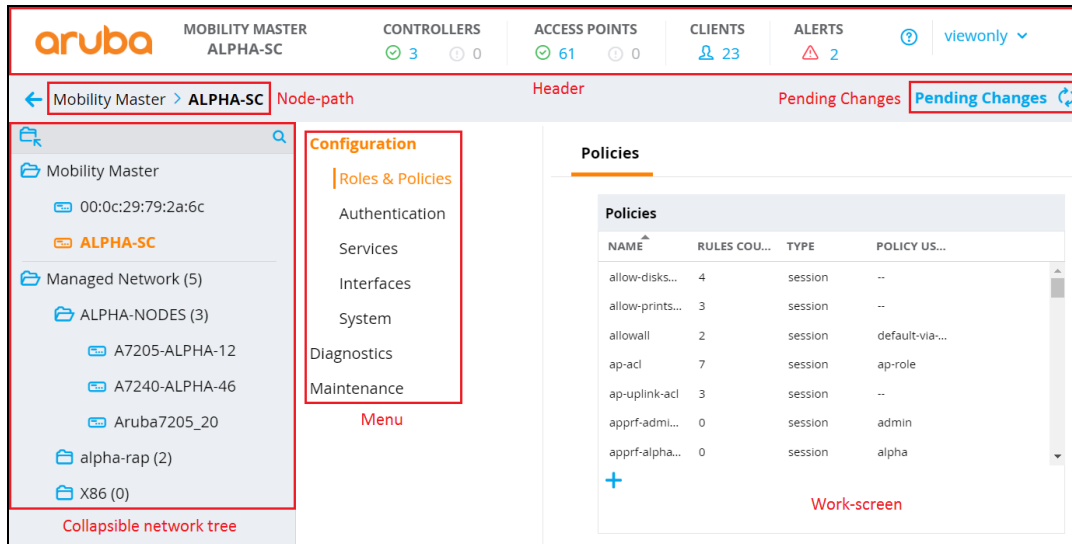 aruba
MOBILITY MASTER CONTROLLERS ACCESS POINTS CLIENTS ALERTS
ALPHA-SC 3 0 61 0 23 2 viewonly
Mobility Master > ALPHA-SC Node-path Header Pending Changes Pending Changes
Configuration
Policies
Mobility Master Roles & Policies
00:0c:29:79:2a:6c Authentication Policies
ALPHA-SC Services NAME RULES COU... TYPE POLICY US...
Managed Network (5) Interfaces allow-disks... 4 session --
ALPHA-NODES (3) System allow-prints... 3 session --
A7205-ALPHA-12 Diagnostics allowall 2 session default-via-...
A7240-ALPHA-46 Maintenance ap-acl 7 session ap-role
Aruba7205_20 Menu ap-uplink-acl 3 session --
alpha-rap (2) apprf-admi... 0 session admin
X86 (0) apprf-alpha... 0 session alpha
Collapsible network tree Work-screen